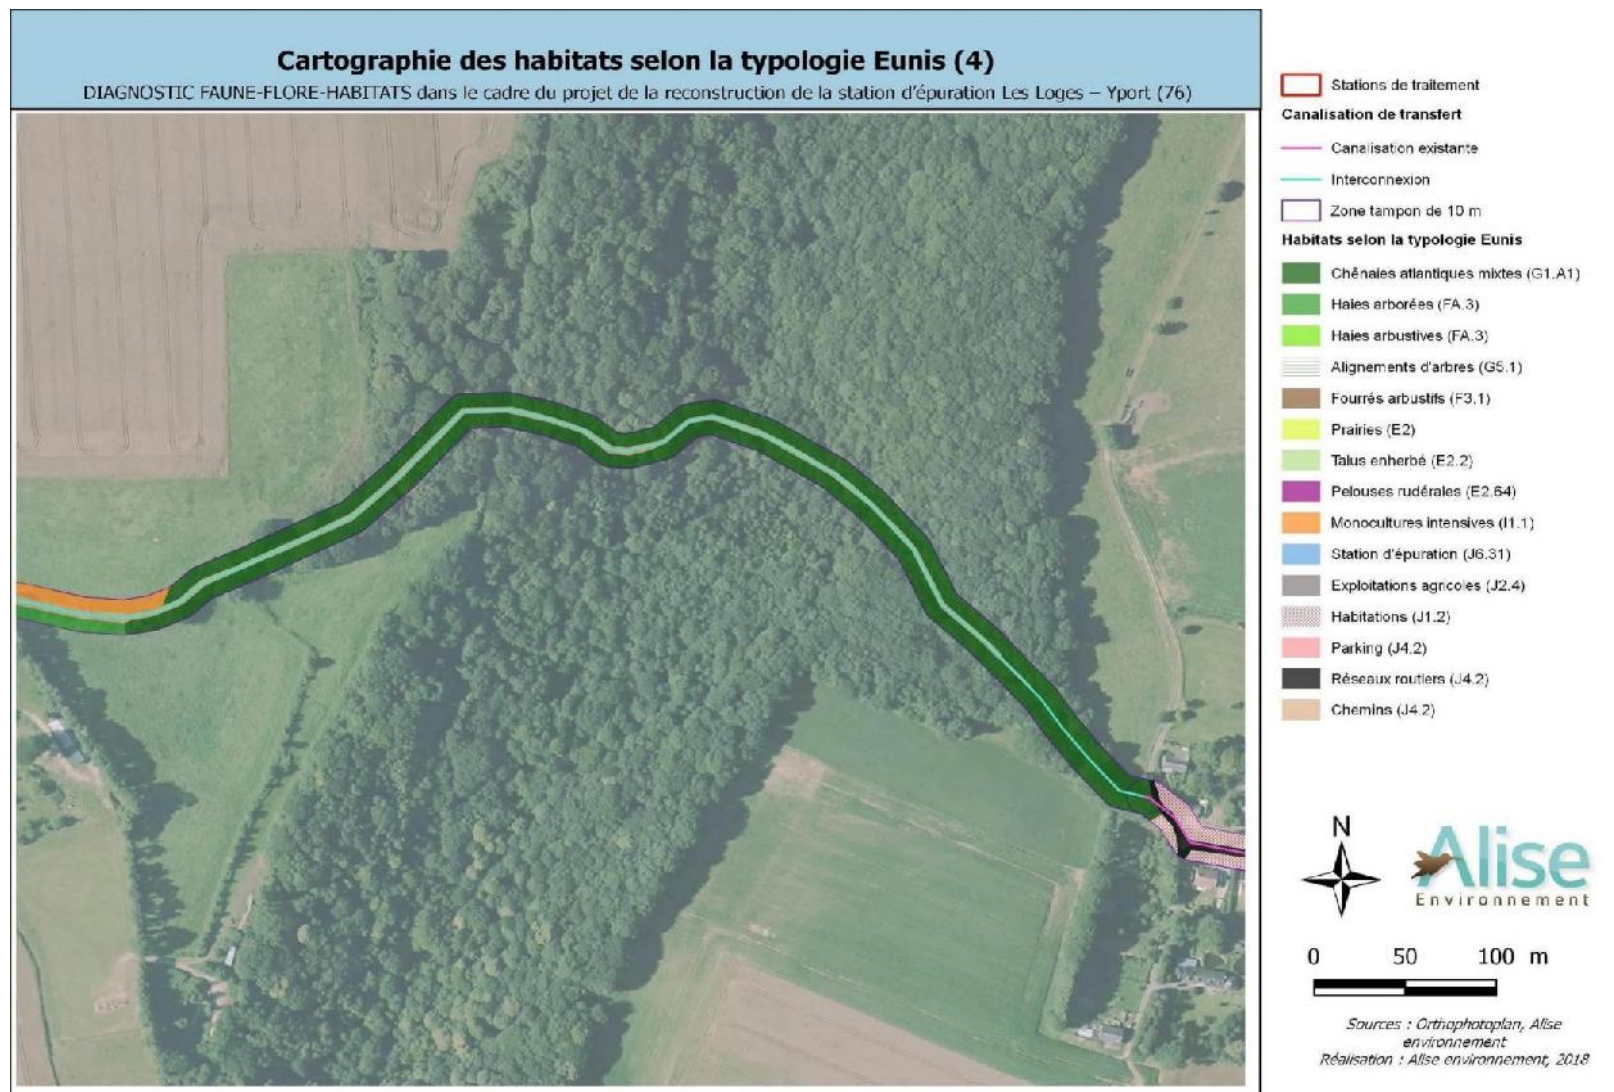 Cartographie des habitats selon la typologie Eunis (4)
DIAGNOSTIC FAUNE-FLORE-HABITATS dans le cadre du projet de la reconstruction de la station d'épuration Les Loges – Yport (76)
Stations de traitement
Canalisation de transfert
Canalisation existante
Interconnexion
Zone tampon de 10 m
Habitats selon la typologie Eunis
Chênaies atlantiques mixtes (G1.A1)
Haies arborées (FA.3)
Haies arbustives (FA.3)
Alignements d'arbres (G5.1)
Fourrés arbustifs (F3.1)
Prairies (E2)
Talus enherbé (E2.2)
Pelouses rudérales (E2.64)
Monocultures intensives (I1.1)
Station d'épuration (J6.31)
Exploitations agricoles (J2.4)
Habitations (J1.2)
Parking (J4.2)
Réseaux routiers (J4.2)
Chemins (J4.2)
N
Alise
Environnement
0 50 100 m
Sources : Orthophotoplan, Alise
environnement
Réalisation : Alise environnement, 2018